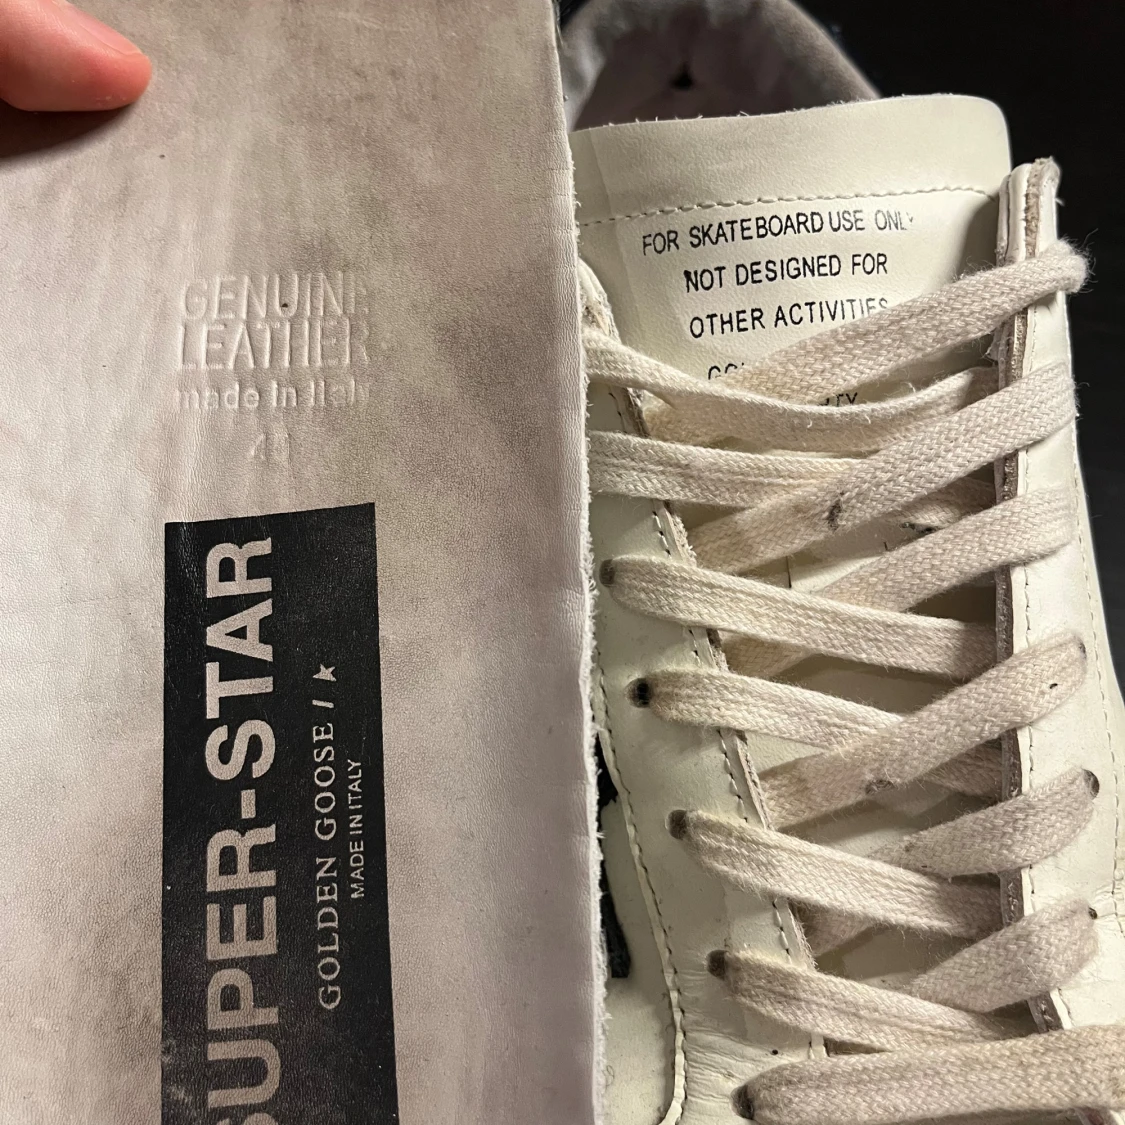 GENUINE
LEATHER
made in Italy
SUPER-STAR
GOLDEN GOOSE //
MADE IN ITALY
FOR SKATEBOARD USE ONLY
NOT DESIGNED FOR
OTHER ACTIVITIES